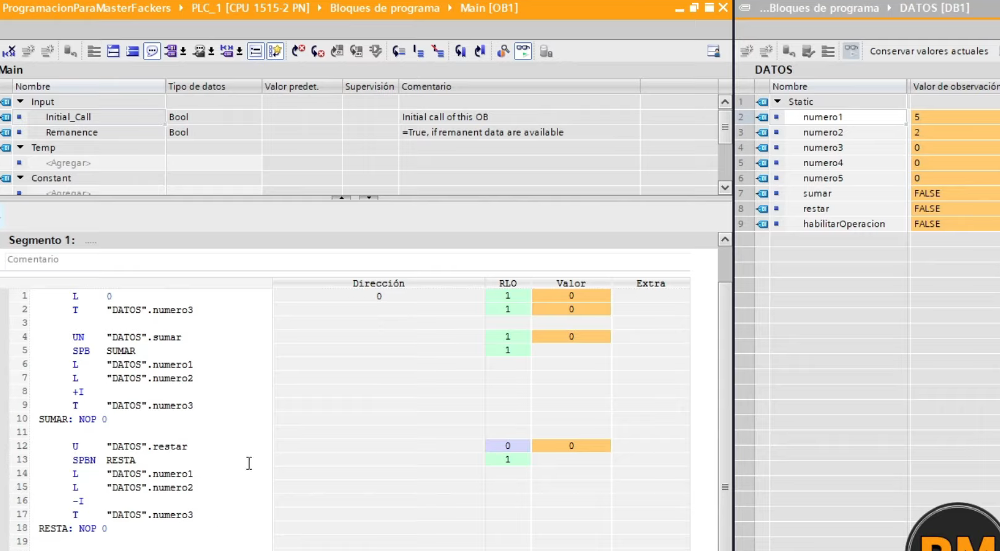 ProgramacionParaMasterFackers ▸ PLC_1 [CPU 1515-2 PN] ▸ Bloques de programa ▸ Main [OB1]
...Bloques de programa ▸ DATOS [DB1]
Conservar valores actuales
Main
DATOS
Nombre Tipo de datos Valor predet. Supervisión Comentario
Input
Initial_Call Bool Initial call of this OB
Remanence Bool =True, if remanent data are available
Temp
<Agregar>
Constant
<Agregar>
Nombre Valor de observación
1 Static
2 numero1 5
3 numero2 2
4 numero3 0
5 numero4 0
6 numero5 0
7 sumar FALSE
8 restar FALSE
9 habilitarOperacion FALSE
Segmento 1: .....
Comentario
Dirección RLO Valor Extra
1 L 0 0 1 0
2 T "DATOS".numero3 1 0
3
4 UN "DATOS".sumar 1 0
5 SPB SUMAR 1
6 L "DATOS".numero1
7 L "DATOS".numero2
8 +I
9 T "DATOS".numero3
10 SUMAR: NOP 0
11
12 U "DATOS".restar 0 0
13 SPBN RESTA 1
14 L "DATOS".numero1
15 L "DATOS".numero2
16 -I
17 T "DATOS".numero3
18 RESTA: NOP 0
19